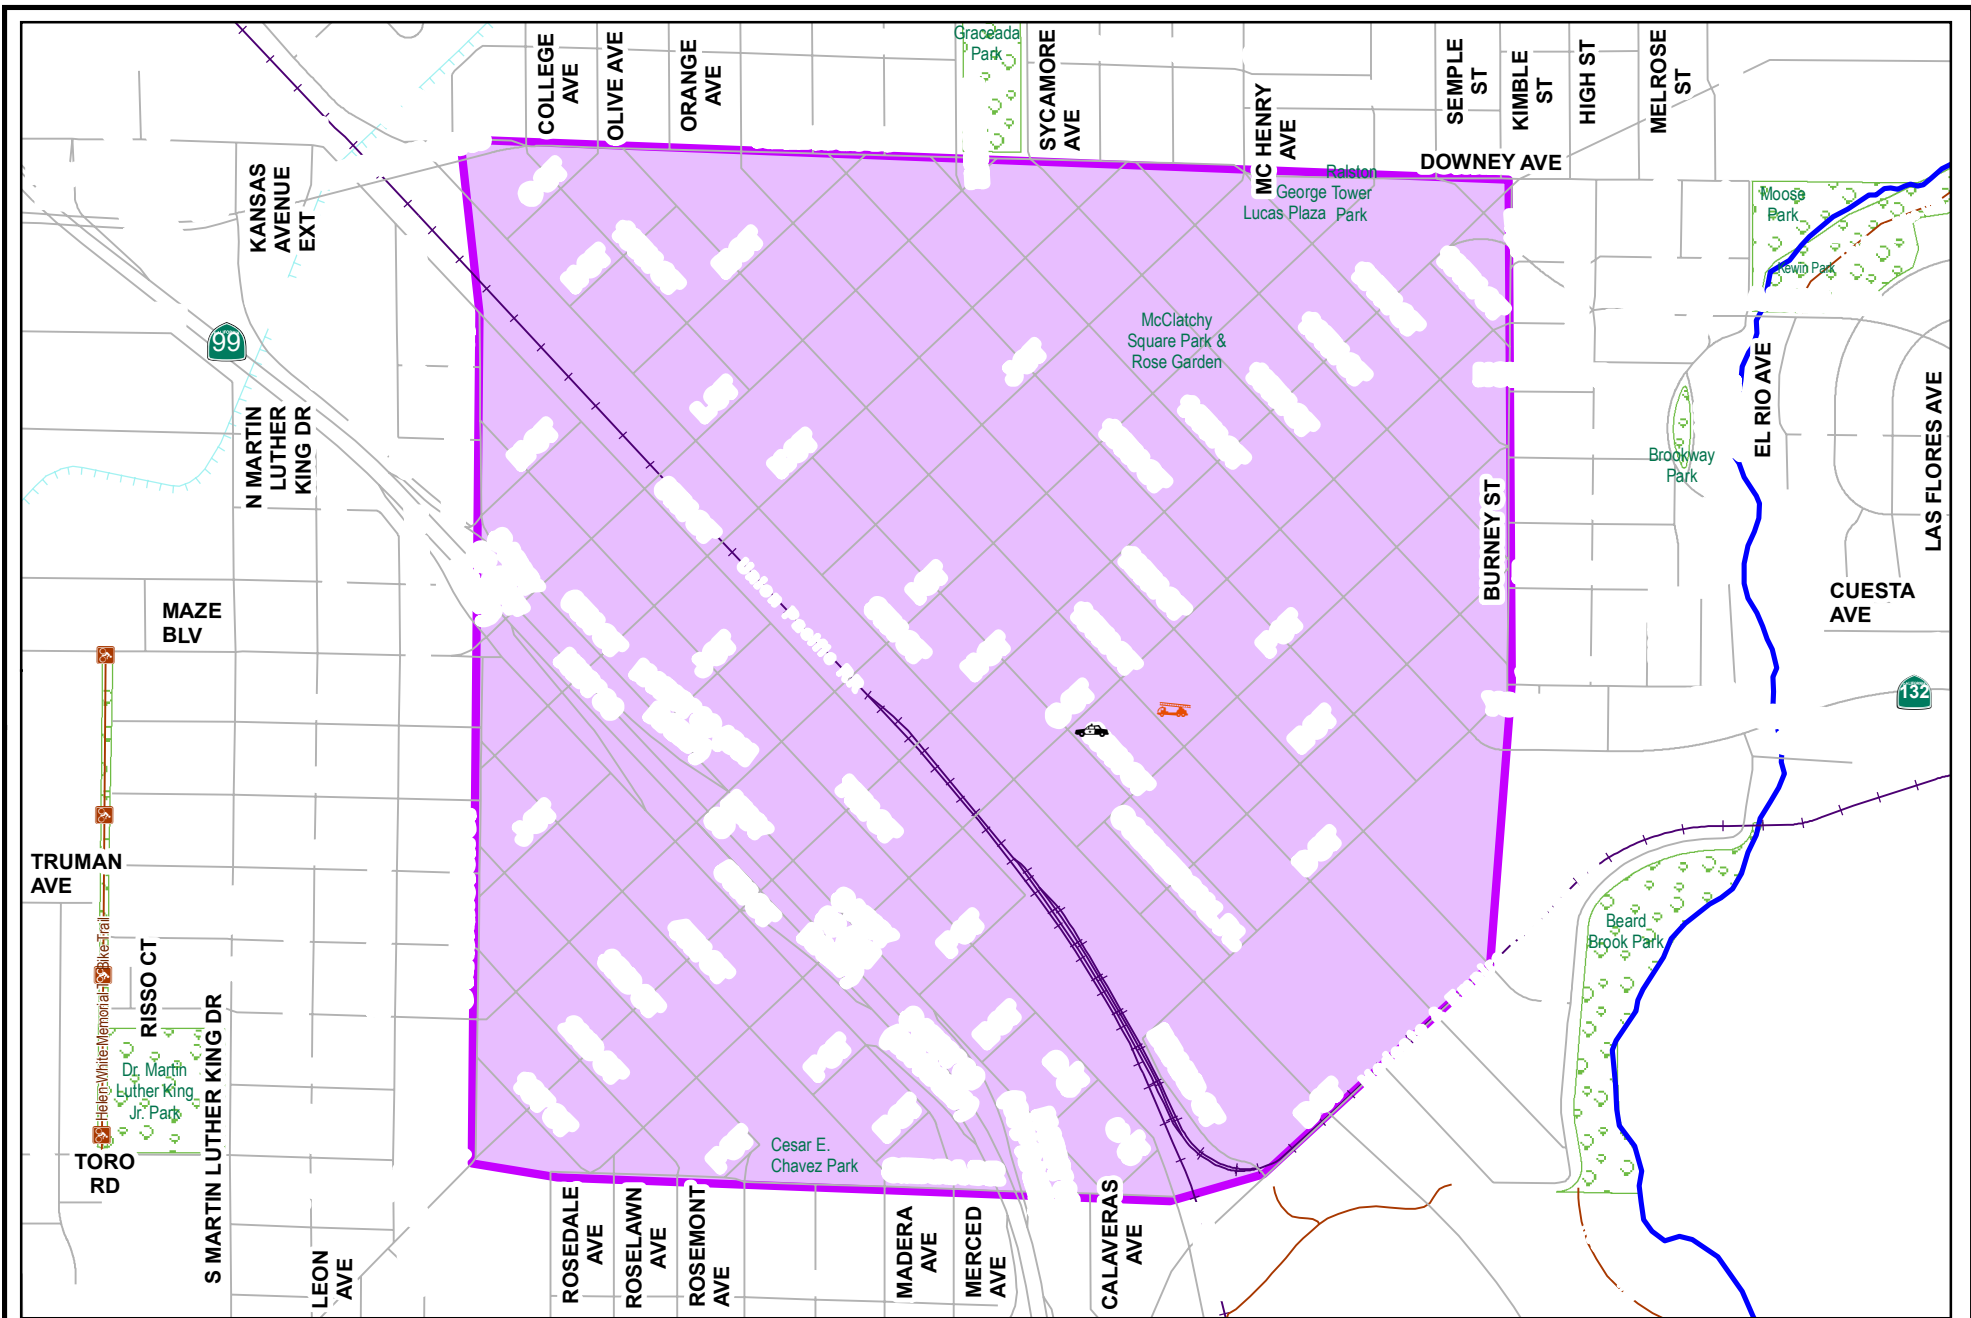 Graceada
Park
COLLEGE
AVE
OLIVE AVE
ORANGE
AVE
SYCAMORE
AVE
MC HENRY
AVE
SEMPLE
ST
KIMBLE
ST
HIGH ST
MELROSE
ST
DOWNEY AVE
KANSAS
AVENUE
EXT
Ralston
Tower
Park
George
Lucas Plaza
Moose
Park
Kewin Park
99
McClatchy
Square Park &
Rose Garden
N MARTIN
LUTHER
KING DR
EL RIO AVE
LAS FLORES AVE
Brookway
Park
BURNEY ST
MAZE
BLV
CUESTA
AVE
132
TRUMAN
AVE
Beard
Brook Park
RISSO CT
S MARTIN LUTHER KING DR
Dr. Martin
Luther King
Jr. Park
TORO
RD
Cesar E.
Chavez Park
LEON
AVE
ROSEDALE
AVE
ROSELAWN
AVE
ROSEMONT
AVE
MADERA
AVE
MERCED
AVE
CALAVERAS
AVE